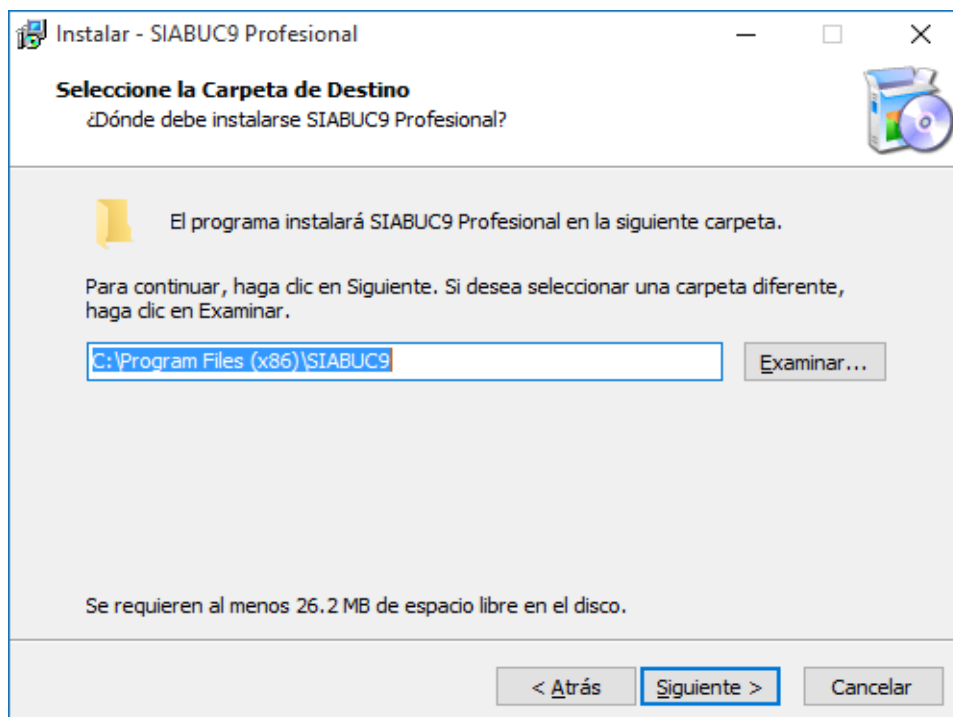 Instalar - SIABUC9 Profesional
Seleccione la Carpeta de Destino
¿Dónde debe instalarse SIABUC9 Profesional?
El programa instalará SIABUC9 Profesional en la siguiente carpeta.
Para continuar, haga clic en Siguiente. Si desea seleccionar una carpeta diferente,
haga clic en Examinar.
C:\Program Files (x86)\SIABUC9
Examinar...
Se requieren al menos 26.2 MB de espacio libre en el disco.
< Atrás
Siguiente >
Cancelar